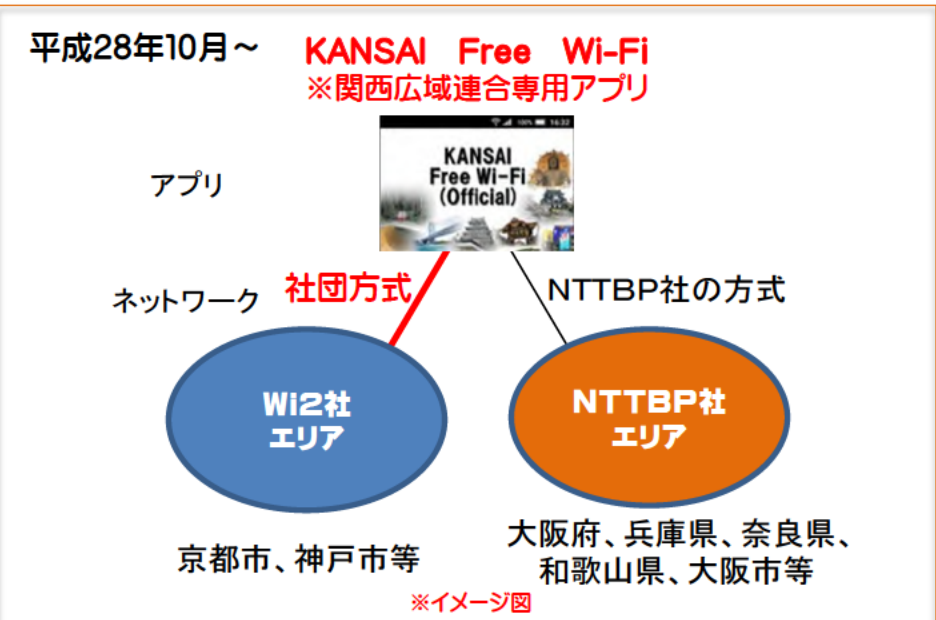 平成28年10月～
KANSAI Free Wi-Fi
※関西広域連合専用アプリ
100% 16:32
KANSAI
Free Wi-Fi
(Official)
アプリ
ネットワーク
社団方式
NTTBP社の方式
Wi2社
エリア
NTTBP社
エリア
京都市、神戸市等
大阪府、兵庫県、奈良県、
和歌山県、大阪市等
※イメージ図